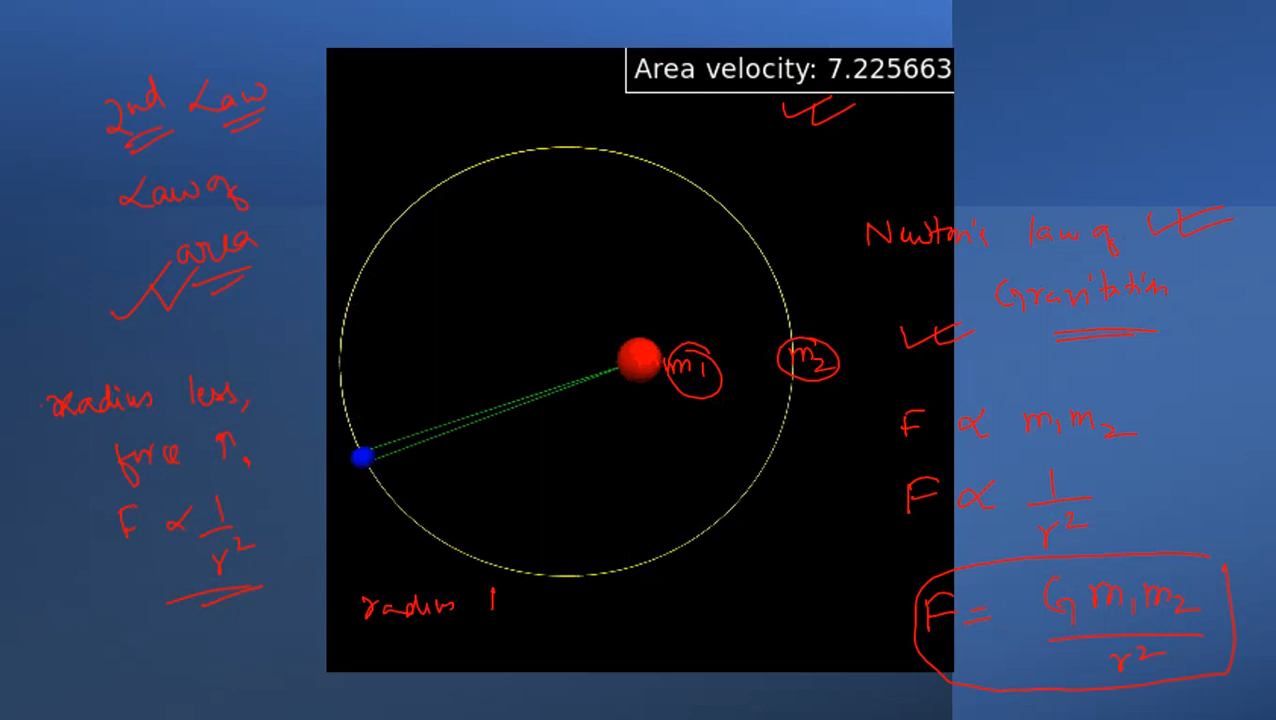 Area velocity: 7.225663
2nd Law
Law of
area
radius less,
force ↑,
F ∝ 1/r²
Newton's law of
Gravitation
m1
m2
F ∝ m1m2
F ∝ 1/r²
F = G m1m2/r²
radius